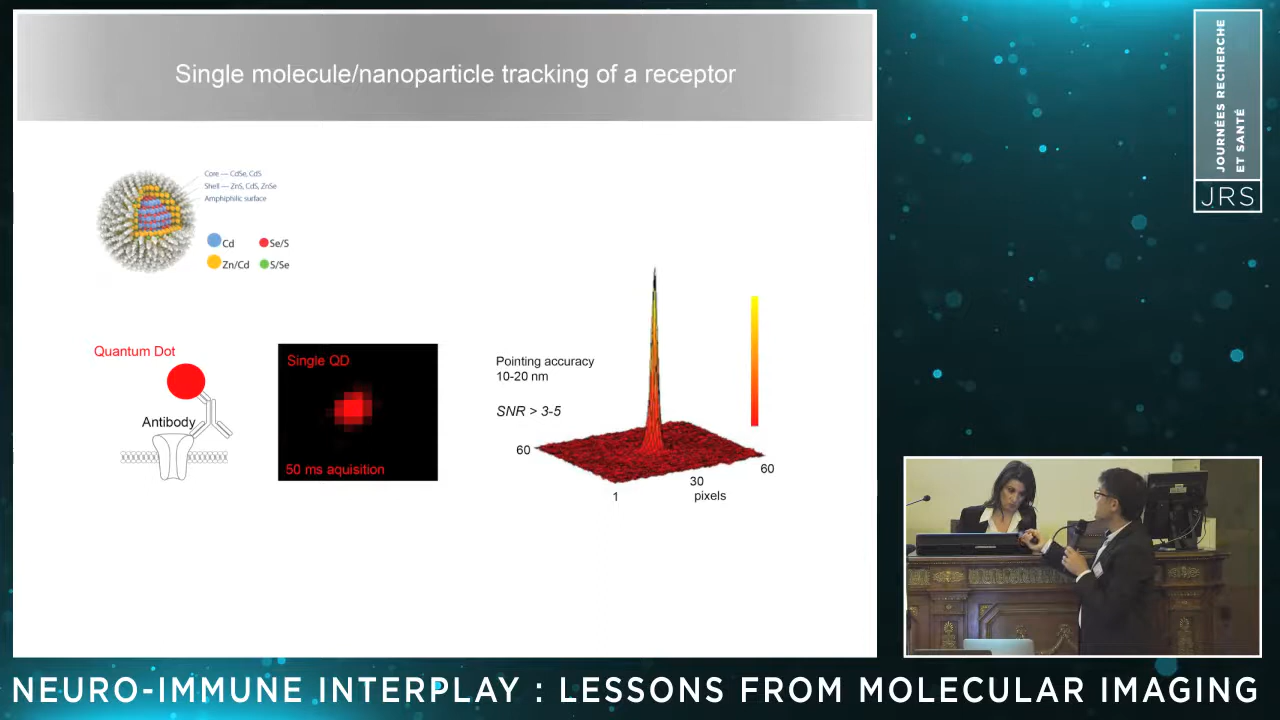 Single molecule/nanoparticle tracking of a receptor
Core — CdSe, CdS
Shell — ZnS, CdS, ZnSe
Amphiphilic surface
Cd
Se/S
Zn/Cd
S/Se
Quantum Dot
Antibody
Single QD
50 ms aquisition
Pointing accuracy
10-20 nm
SNR > 3-5
60
1
30
pixels
60
JOURNÉES RECHERCHE
ET SANTÉ
JRS
NEURO-IMMUNE INTERPLAY : LESSONS FROM MOLECULAR IMAGING